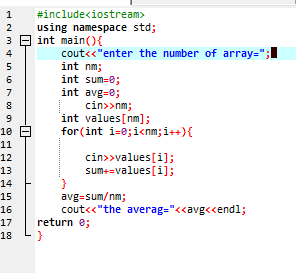 1 #include<iostream>
2 using namespace std;
3 int main(){
4 cout<<"enter the number of array=";
5 int nm;
6 int sum=0;
7 int avg=0;
8 cin>>nm;
9 int values[nm];
10 for(int i=0;i<nm;i++){
11
12 cin>>values[i];
13 sum+=values[i];
14 }
15 avg=sum/nm;
16 cout<<"the averag="<<avg<<endl;
17 return 0;
18 }